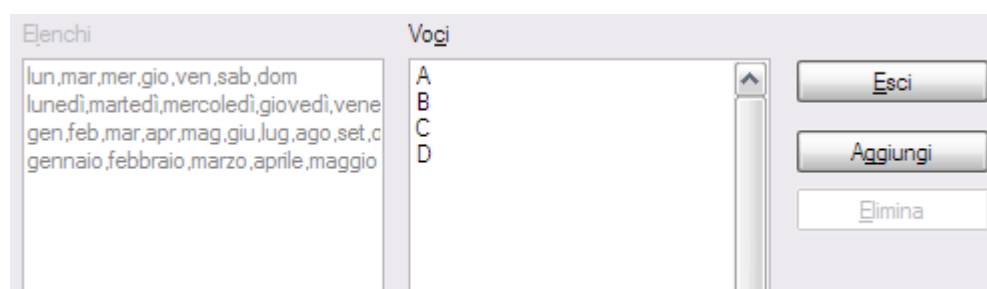 Elenchi
lun,mar,mer,gio,ven,sab,dom
lunedì,martedì,mercoledì,giovedì,vene
gen,feb,mar,apr,mag,giu,lug,ago,set,o
gennaio,febbraio,marzo,aprile,maggio
Voci
A
B
C
D
Esci
Aggiungi
Elimina